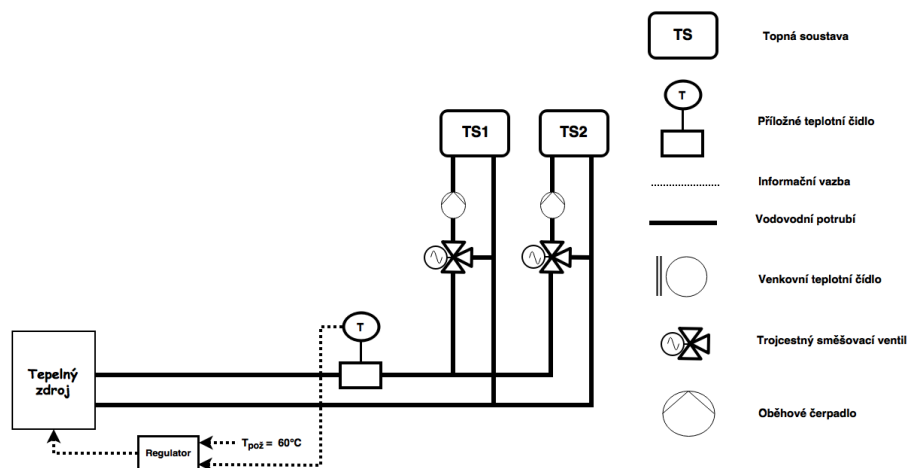 TS
Topná soustava
T
Příložné teplotní čidlo
TS1
TS2
Informační vazba
Vodovodní potrubí
Venkovní teplotní čídlo
T
Trojcestný směšovací ventil
Tepelný
zdroj
Oběhové čerpadlo
Regulator
Tpož = 60°C